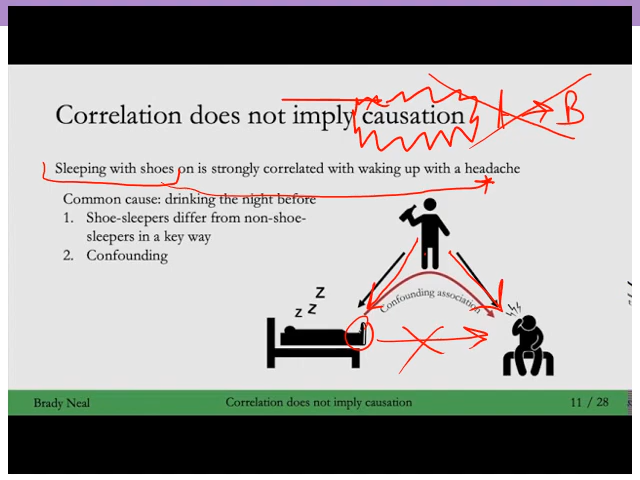 Correlation does not imply causation
B
Sleeping with shoes on is strongly correlated with waking up with a headache
Common cause: drinking the night before
1. Shoe-sleepers differ from non-shoe-
sleepers in a key way
2. Confounding
Confounding association
z z Z
Brady Neal
Correlation does not imply causation
11 / 28